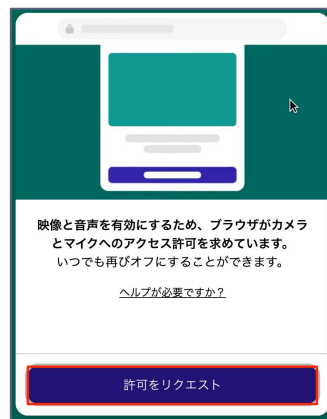 映像と音声を有効にするため、ブラウザがカメラ
とマイクへのアクセス許可を求めています。
いつでも再びオフにすることができます。
ヘルプが必要ですか？
許可をリクエスト